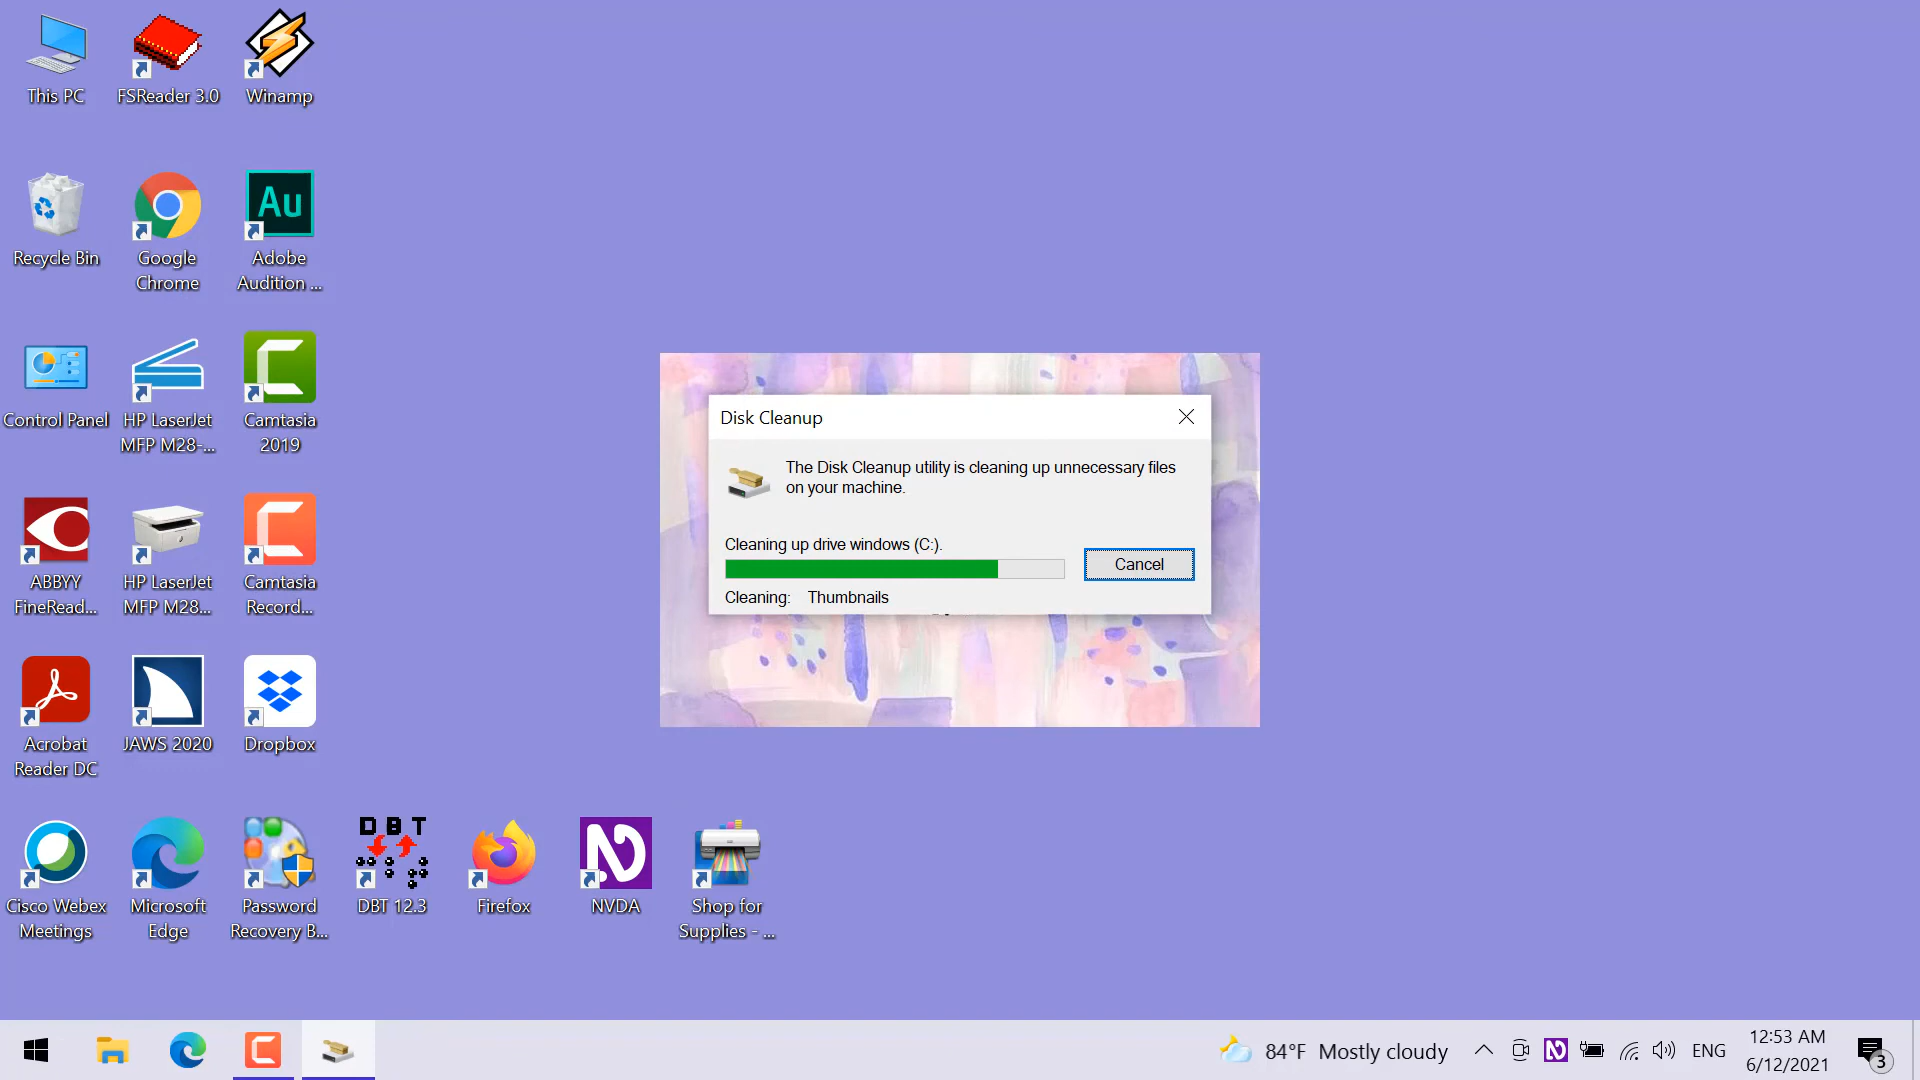 This PC
FSReader 3.0
Winamp
Recycle Bin
Google
Chrome
Au
Adobe
Audition ...
Control Panel
HP LaserJet
MFP M28-...
Camtasia
2019
Disk Cleanup
The Disk Cleanup utility is cleaning up unnecessary files
on your machine.
Cleaning up drive windows (C:).
Cancel
Cleaning: Thumbnails
ABBYY
FineRead...
HP LaserJet
MFP M28...
Camtasia
Record...
Acrobat
Reader DC
JAWS 2020
Dropbox
Cisco Webex
Meetings
Microsoft
Edge
Password
Recovery B...
DBT
DBT 12.3
Firefox
NVDA
Shop for
Supplies - ...
84°F Mostly cloudy
ENG
12:53 AM
6/12/2021
3